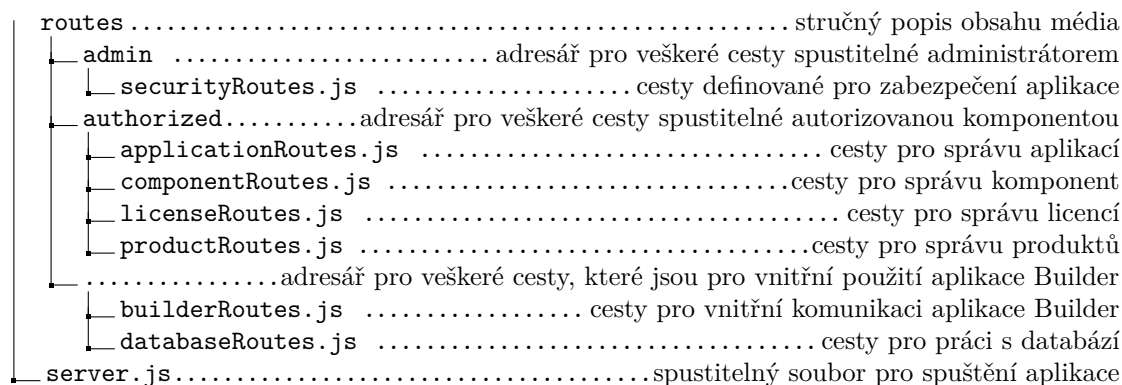 routes ........ stručný popis obsahu média
admin ........ adresář pro veškeré cesty spustitelné administrátorem
securityRoutes.js ........ cesty definované pro zabezpečení aplikace
authorized ........ adresář pro veškeré cesty spustitelné autorizovanou komponentou
applicationRoutes.js ........ cesty pro správu aplikací
componentRoutes.js ........ cesty pro správu komponent
licenseRoutes.js ........ cesty pro správu licencí
productRoutes.js ........ cesty pro správu produktů
........ adresář pro veškeré cesty, které jsou pro vnitřní použití aplikace Builder
builderRoutes.js ........ cesty pro vnitřní komunikaci aplikace Builder
databaseRoutes.js ........ cesty pro práci s databází
server.js ........ spustitelný soubor pro spuštění aplikace